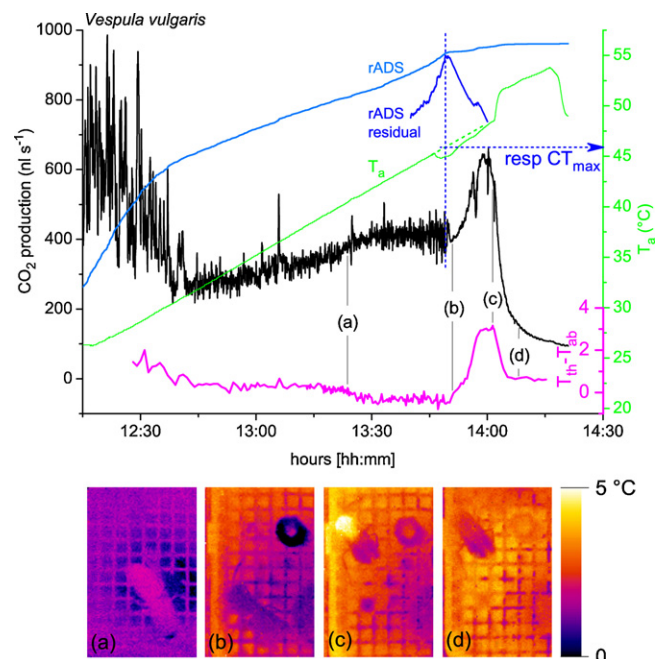 Vespula vulgaris
CO2 production (nl s-1)
1000
800
600
400
200
0
rADS
rADS
residual
Ta
resp CTmax
(a)
(b)
(c)
(d)
55
50
45
40
35
30
25
20
Ta (°C)
4
2
0
Tth-Tab
12:30 13:00 13:30 14:00 14:30
hours [hh:mm]
(a) (b) (c) (d)
5 °C
0